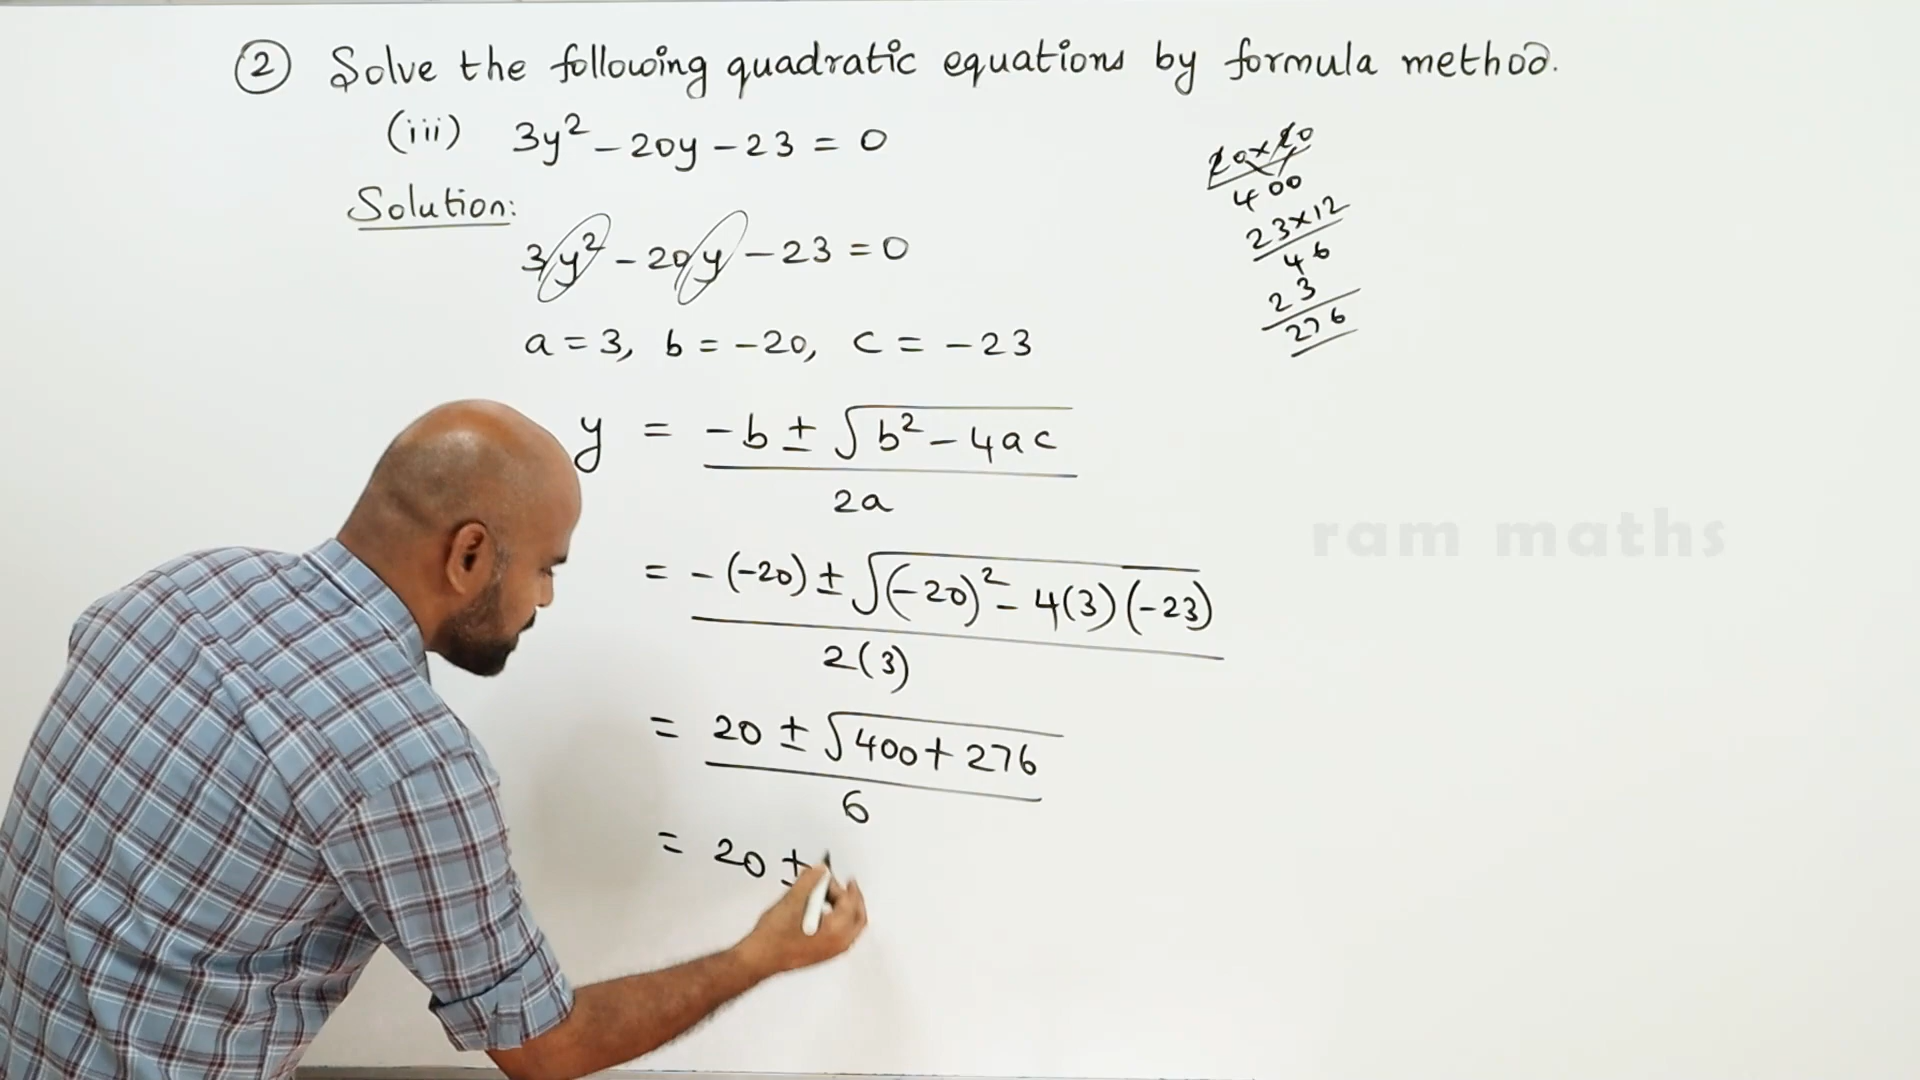 ② Solve the following quadratic equations by formula method.
(iii) 3y² - 20y - 23 = 0
Solution:
3y² - 20y - 23 = 0
a = 3, b = -20, c = -23
y = -b ± √b² - 4ac
2a
= -(-20) ± √(-20)² - 4(3)(-23)
2(3)
= 20 ± √400 + 276
6
= 20 ±
20×20
400
23×12
46
23
276
ram maths